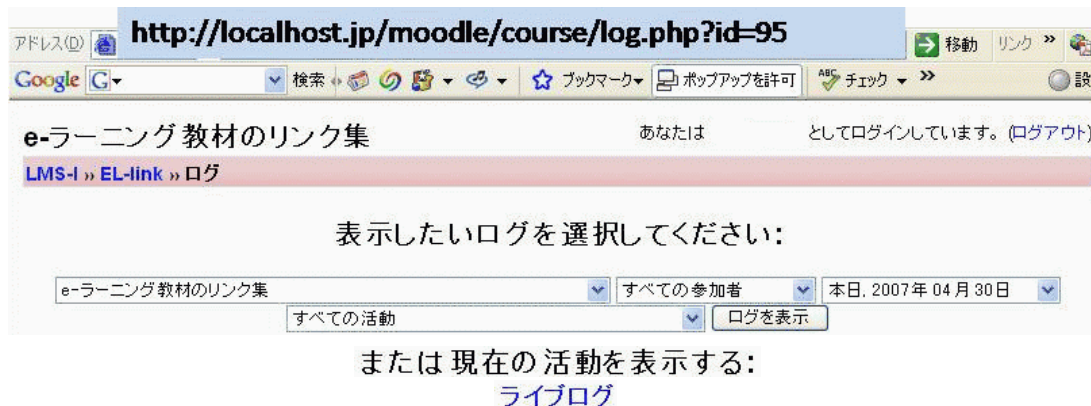 アドレス(D) http://localhost.jp/moodle/course/log.php?id=95 移動 リンク »
Google G 検索 ブックマーク ポップアップを許可 ABC チェック » 設
e-ラーニング教材のリンク集 あなたは としてログインしています。(ログアウト)
LMS-I » EL-link » ログ
表示したいログを選択してください:
e-ラーニング教材のリンク集 すべての参加者 本日, 2007年 04月 30日
すべての活動 ログを表示
または現在の活動を表示する:
ライブログ